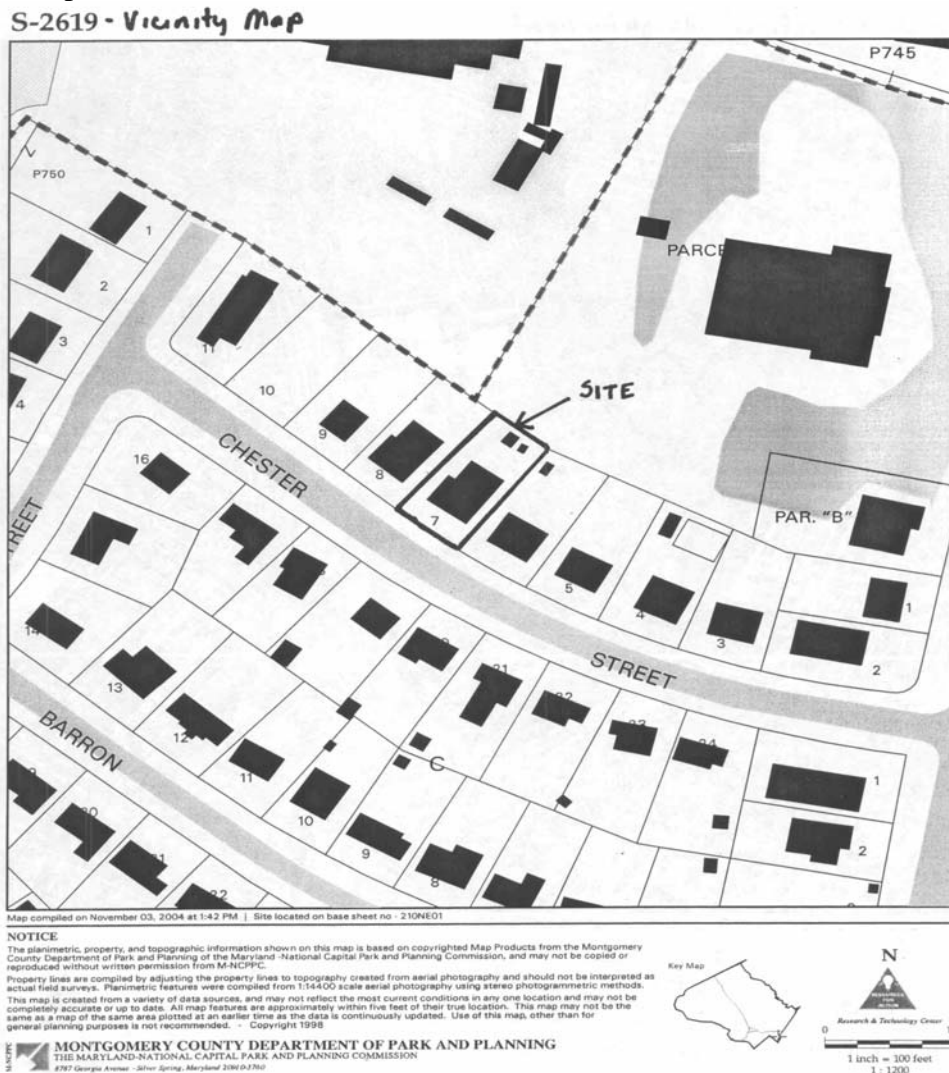 S-2619 - Vicinity Map
P745
P750
1
2
3
4
PARCE
11
10
9
8
SITE
CHESTER
16
7
PAR. "B"
5
4
3
1
2
14
13
12
11
10
STREET
21
22
23
24
C
BARRON
9
8
1
2
20
21
22
Map compiled on November 03, 2004 at 1:42 PM | Site located on base sheet no - 210NE01
NOTICE
The planimetric, property, and topographic information shown on this map is based on copyrighted Map Products from the Montgomery
County Department of Park and Planning of the Maryland -National Capital Park and Planning Commission, and may not be copied or
reproduced without written permission from M-NCPPC.
Property lines are compiled by adjusting the property lines to topography created from aerial photography and should not be interpreted as
actual field surveys. Planimetric features were compiled from 1:14400 scale aerial photography using stereo photogrammetric methods.
This map is created from a variety of data sources, and may not reflect the most current conditions in any one location and may not be
completely accurate or up to date. All map features are approximately within five feet of their true location. This map may not be the
same as a map of the same area plotted at an earlier time as the data is continuously updated. Use of this map, other than for
general planning purposes is not recommended. - Copyright 1998
Key Map
N
Research & Technology Center
0
1 inch = 100 feet
1 : 1200
M-NCPPC
MONTGOMERY COUNTY DEPARTMENT OF PARK AND PLANNING
THE MARYLAND-NATIONAL CAPITAL PARK AND PLANNING COMMISSION
8787 Georgia Avenue - Silver Spring, Maryland 20910-3760